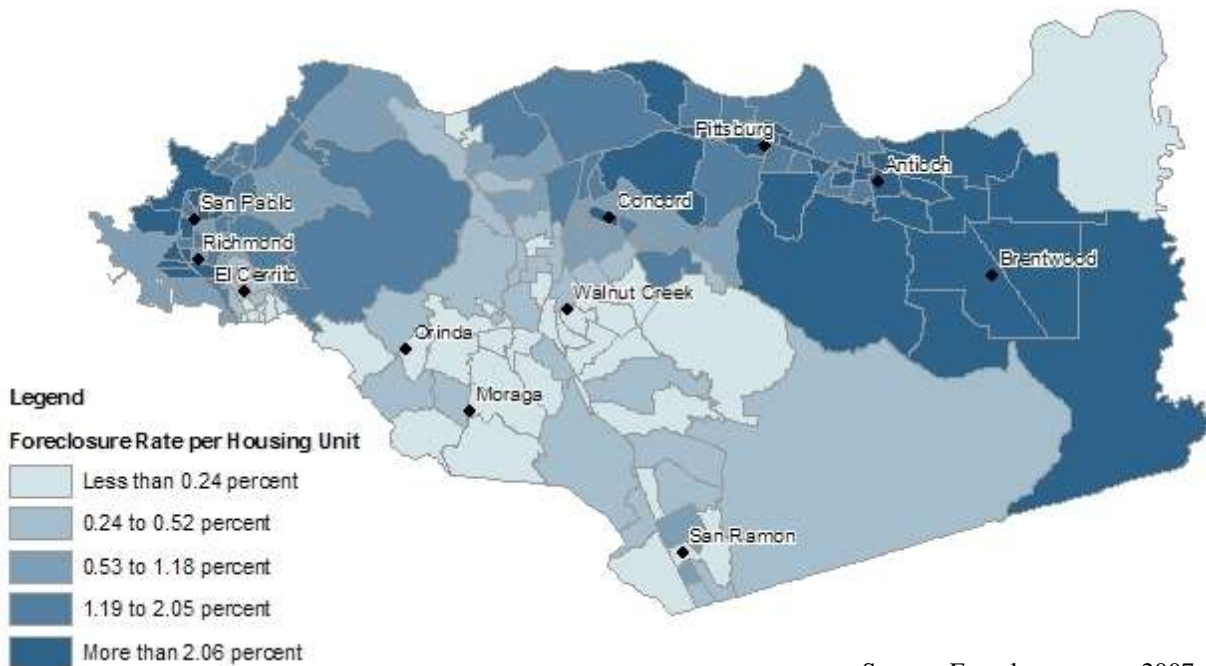 Pittsburg
Antioch
San Pablo
Concord
Richmond
Brentwood
El Cerrito
Walnut Creek
Orinda
Moraga
San Ramon
Legend
Foreclosure Rate per Housing Unit
Less than 0.24 percent
0.24 to 0.52 percent
0.53 to 1.18 percent
1.19 to 2.05 percent
More than 2.06 percent